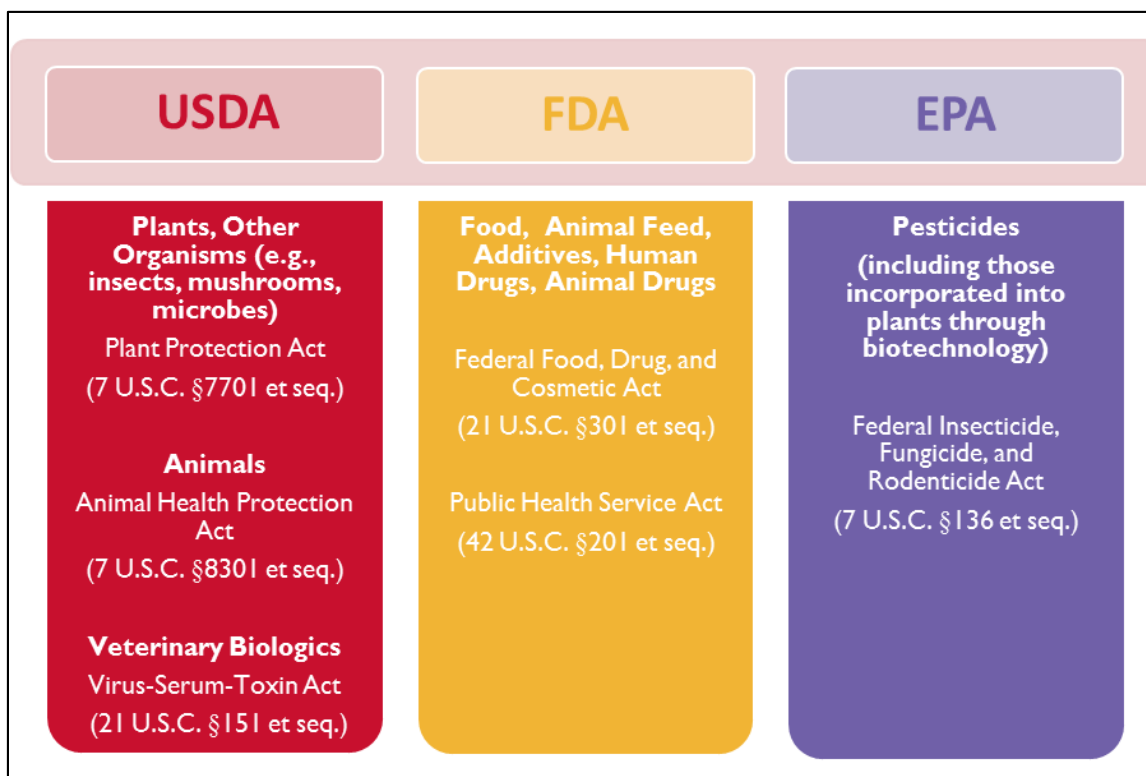 USDA
Plants, Other
Organisms (e.g.,
insects, mushrooms,
microbes)
Plant Protection Act
(7 U.S.C. §7701 et seq.)
Animals
Animal Health Protection
Act
(7 U.S.C. §8301 et seq.)
Veterinary Biologics
Virus-Serum-Toxin Act
(21 U.S.C. §151 et seq.)
FDA
Food, Animal Feed,
Additives, Human
Drugs, Animal Drugs
Federal Food, Drug, and
Cosmetic Act
(21 U.S.C. §301 et seq.)
Public Health Service Act
(42 U.S.C. §201 et seq.)
EPA
Pesticides
(including those
incorporated into
plants through
biotechnology)
Federal Insecticide,
Fungicide, and
Rodenticide Act
(7 U.S.C. §136 et seq.)